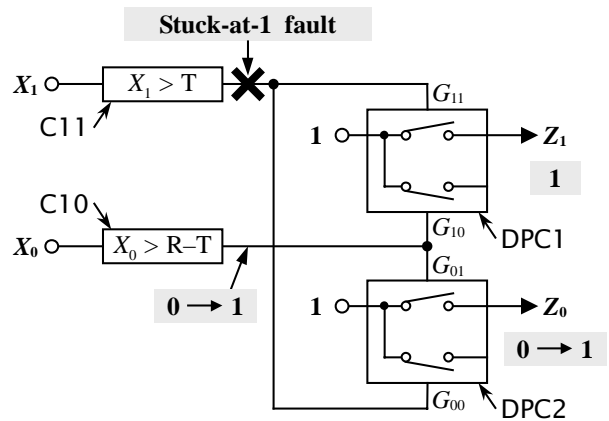 Stuck-at-1 fault
X1
X1 > T
C11
G11
1
Z1
1
C10
G10
DPC1
X0
X0 > R–T
G01
0 → 1
1
Z0
0 → 1
G00
DPC2